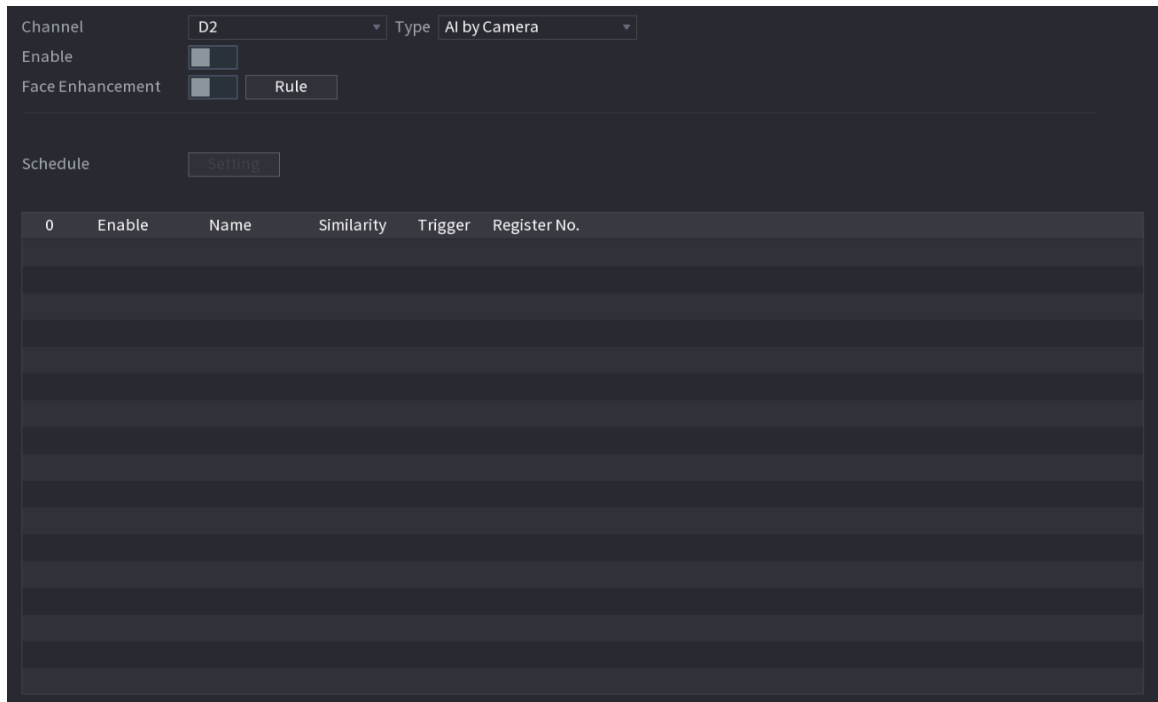 Channel D2 Type AI by Camera
Enable
Face Enhancement Rule
Schedule Setting
0 Enable Name Similarity Trigger Register No.